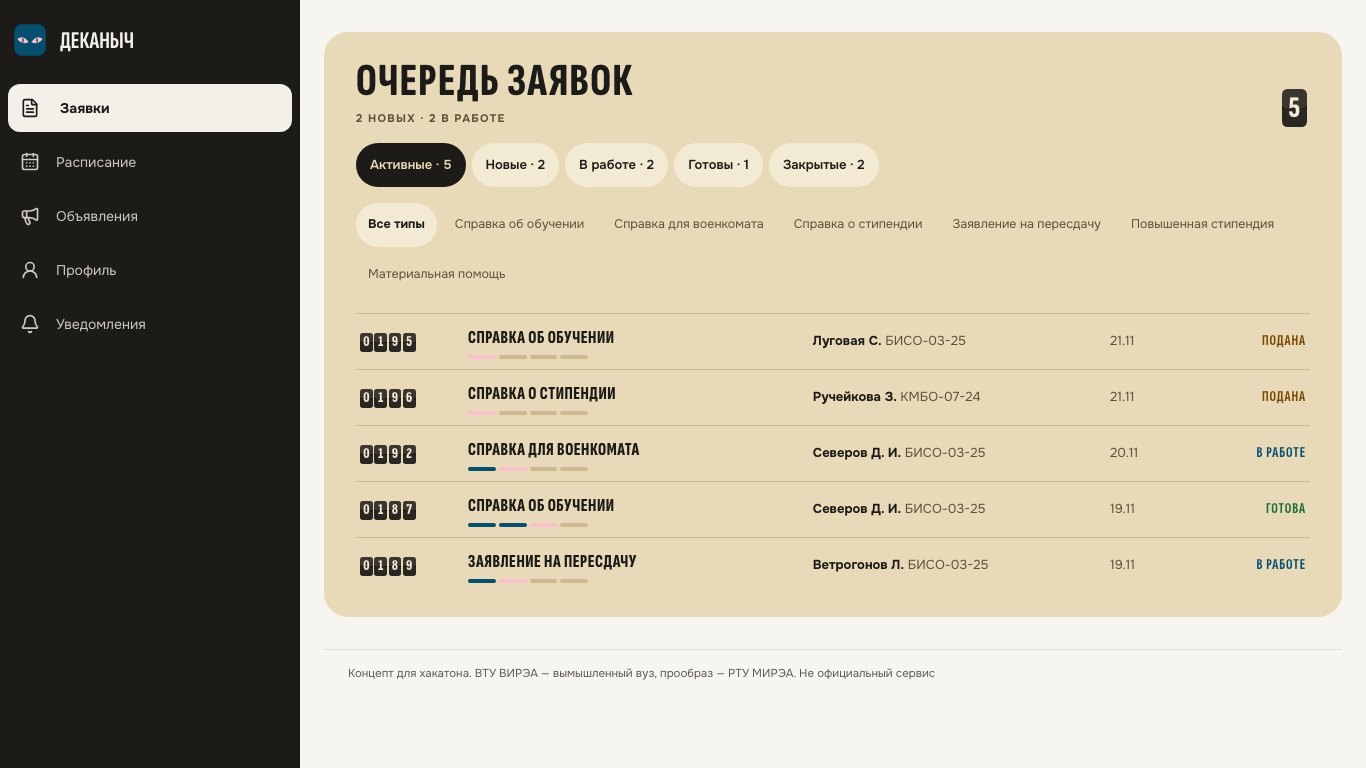 ДЕКАНЫЧ
Заявки
Расписание
Объявления
Профиль
Уведомления
ОЧЕРЕДЬ ЗАЯВОК
2 НОВЫХ · 2 В РАБОТЕ
5
Активные · 5 Новые · 2 В работе · 2 Готовы · 1 Закрытые · 2
Все типы Справка об обучении Справка для военкомата Справка о стипендии Заявление на пересдачу Повышенная стипендия
Материальная помощь
0195 СПРАВКА ОБ ОБУЧЕНИИ Луговая С. БИСО-03-25 21.11 ПОДАНА
0196 СПРАВКА О СТИПЕНДИИ Ручейкова З. КМБО-07-24 21.11 ПОДАНА
0192 СПРАВКА ДЛЯ ВОЕНКОМАТА Северов Д. И. БИСО-03-25 20.11 В РАБОТЕ
0187 СПРАВКА ОБ ОБУЧЕНИИ Северов Д. И. БИСО-03-25 19.11 ГОТОВА
0189 ЗАЯВЛЕНИЕ НА ПЕРЕСДАЧУ Ветрогонов Л. БИСО-03-25 19.11 В РАБОТЕ
Концепт для хакатона. ВТУ ВИРЭА — вымышленный вуз, прообраз — РТУ МИРЭА. Не официальный сервис